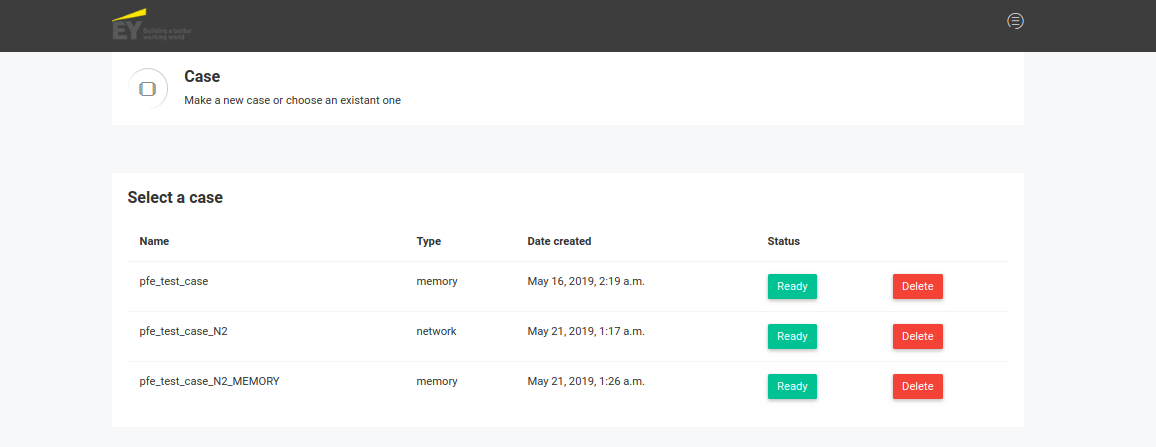 EY Building a better
working world
Case
Make a new case or choose an existant one
Select a case
Name Type Date created Status
pfe_test_case memory May 16, 2019, 2:19 a.m. Ready Delete
pfe_test_case_N2 network May 21, 2019, 1:17 a.m. Ready Delete
pfe_test_case_N2_MEMORY memory May 21, 2019, 1:26 a.m. Ready Delete